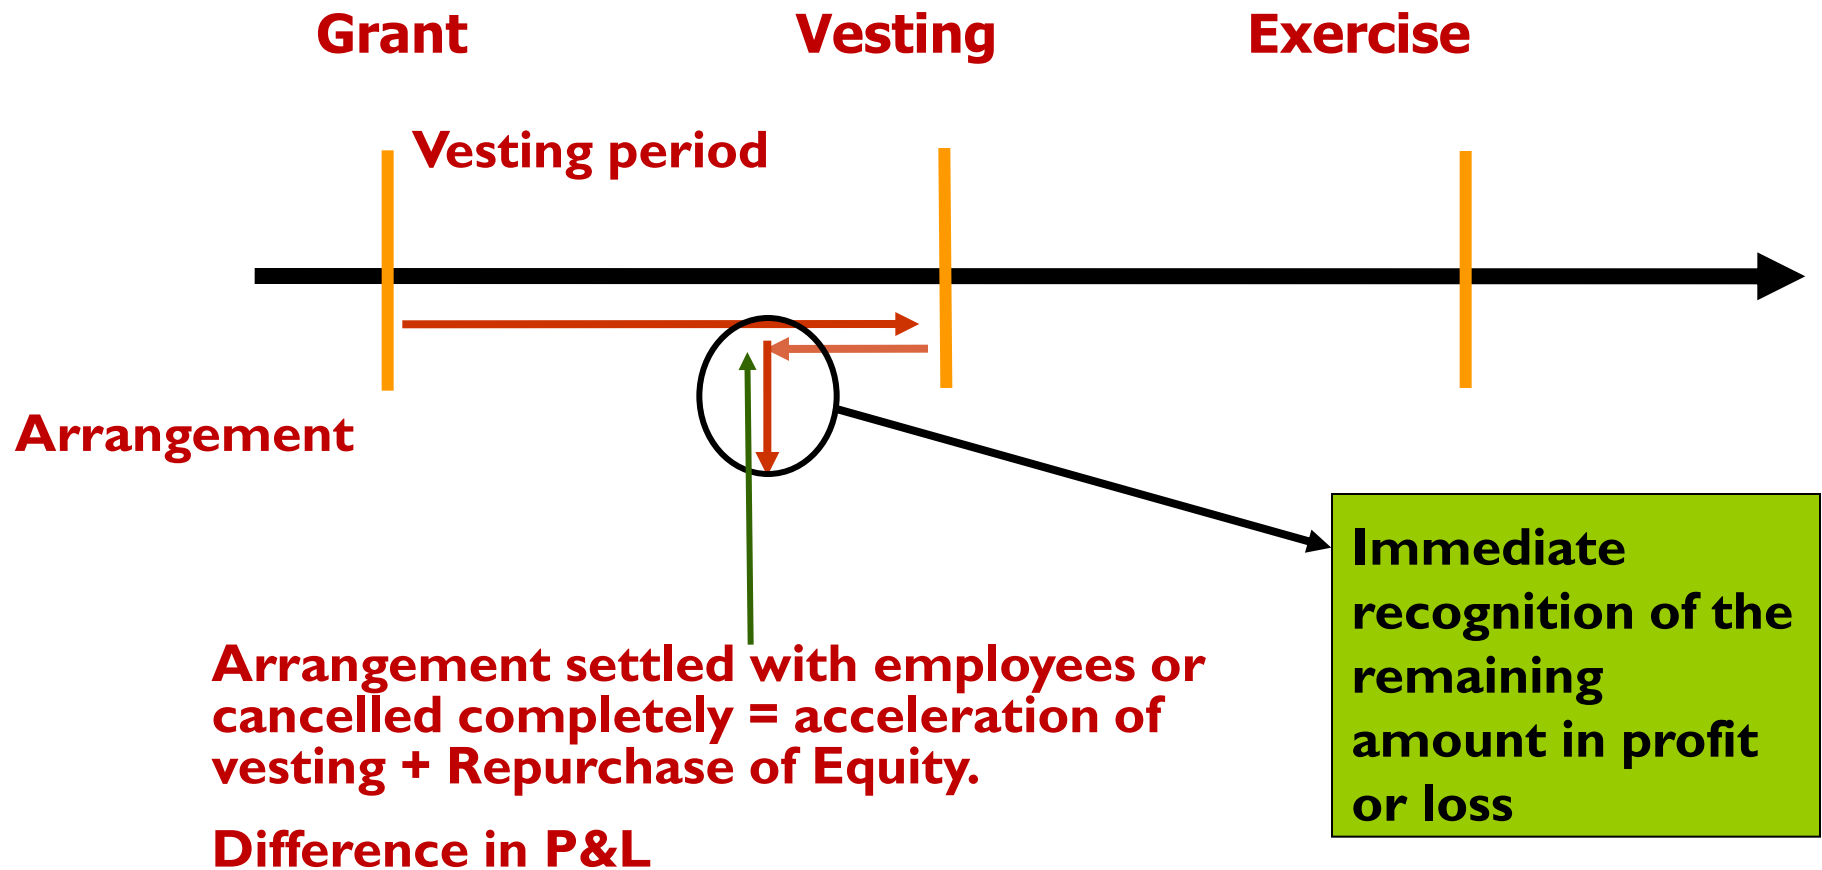 Grant
Vesting
Exercise
Vesting period
Arrangement
Arrangement settled with employees or
cancelled completely = acceleration of
vesting + Repurchase of Equity.
Difference in P&L
Immediate
recognition of the
remaining
amount in profit
or loss